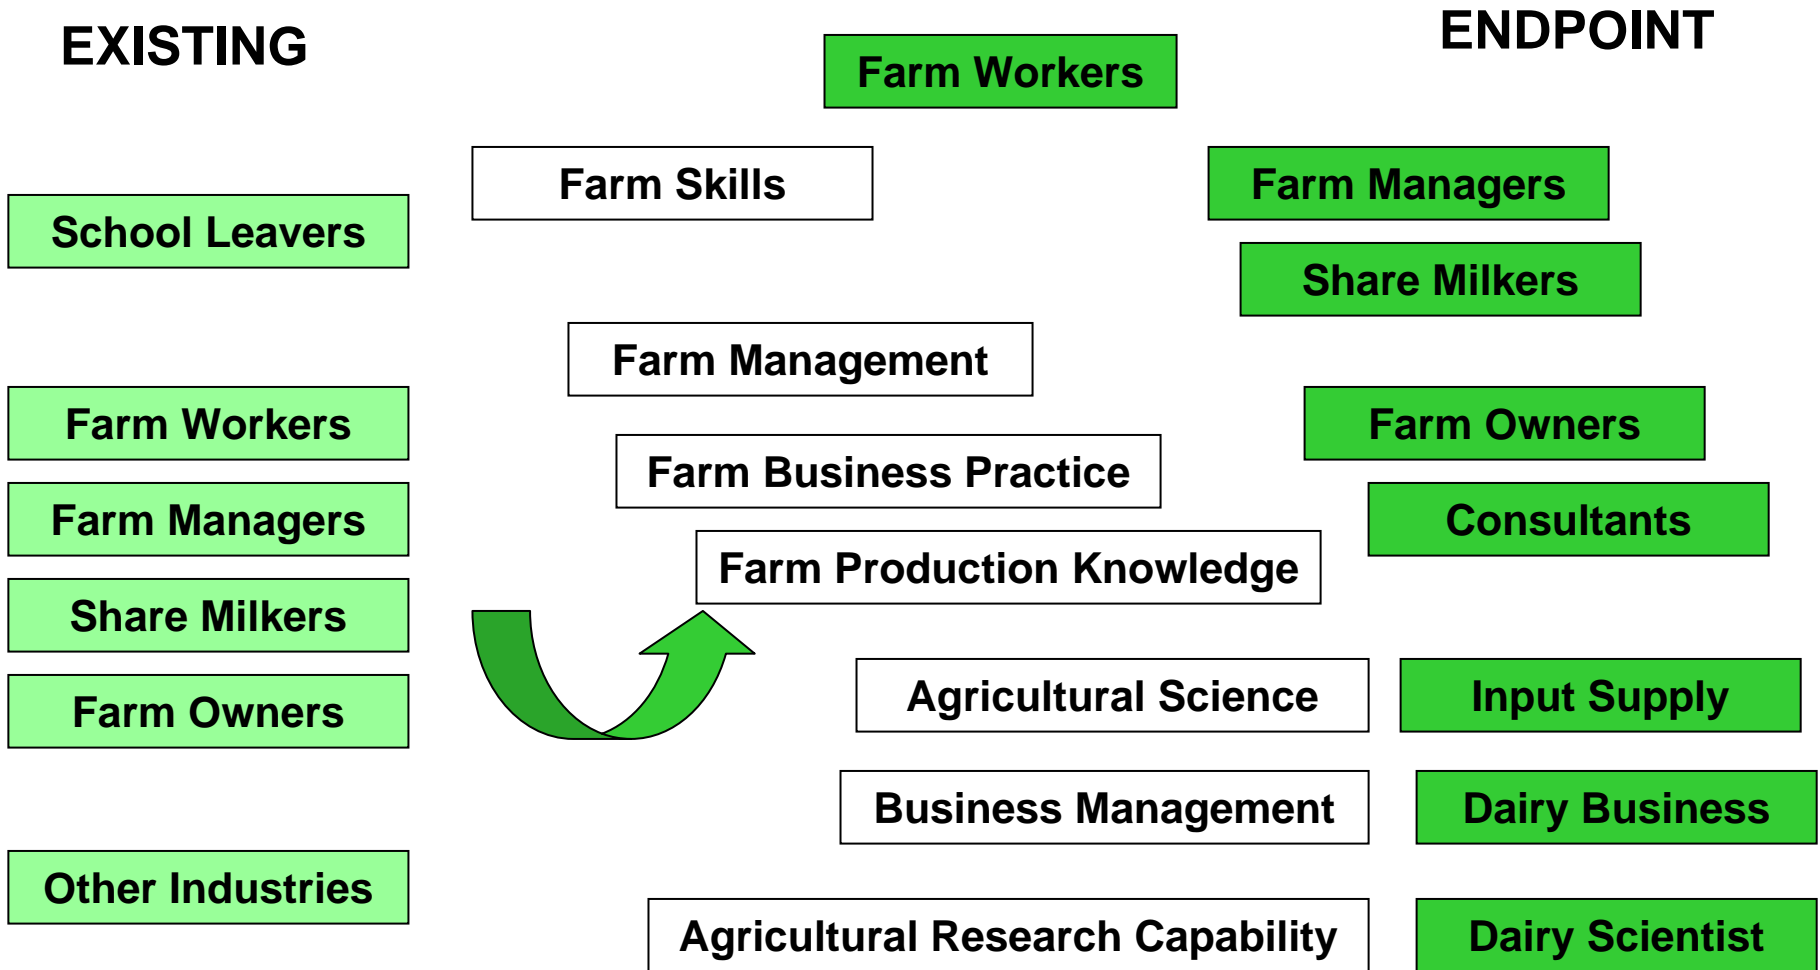 EXISTING
ENDPOINT
Farm Workers
Farm Skills
Farm Managers
School Leavers
Share Milkers
Farm Management
Farm Workers
Farm Owners
Farm Business Practice
Farm Managers
Consultants
Farm Production Knowledge
Share Milkers
Farm Owners
Agricultural Science
Input Supply
Business Management
Dairy Business
Other Industries
Agricultural Research Capability
Dairy Scientist